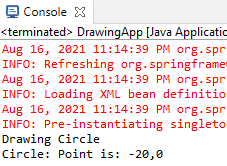 Console
<terminated> DrawingApp [Java Application
Aug 16, 2021 11:14:39 PM org.spr
INFO: Refreshing org.springframew
Aug 16, 2021 11:14:39 PM org.spr
INFO: Loading XML bean definitio
Aug 16, 2021 11:14:39 PM org.spr
INFO: Pre-instantiating singleto
Drawing Circle
Circle: Point is: -20,0